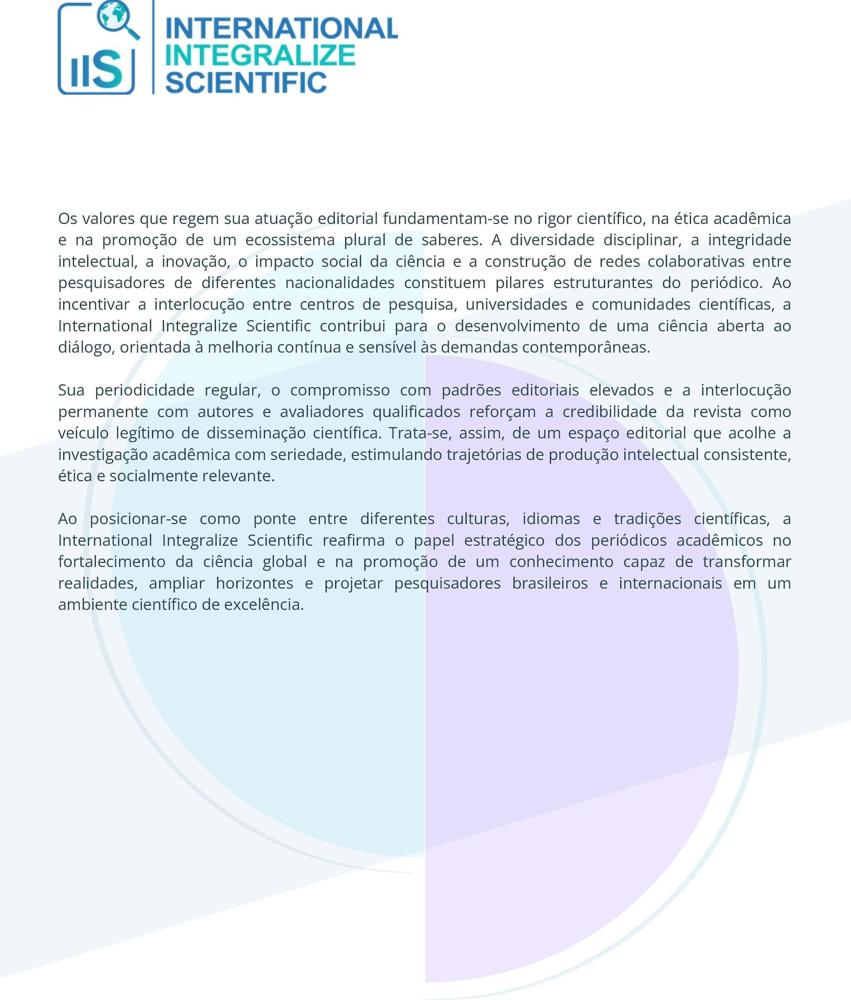 IIS
INTERNATIONAL
INTEGRALIZE
SCIENTIFIC
Os valores que regem sua atuação editorial fundamentam-se no rigor científico, na ética acadêmica
e na promoção de um ecossistema plural de saberes. A diversidade disciplinar, a integridade
intelectual, a inovação, o impacto social da ciência e a construção de redes colaborativas entre
pesquisadores de diferentes nacionalidades constituem pilares estruturantes do periódico. Ao
incentivar a interlocução entre centros de pesquisa, universidades e comunidades científicas, a
International Integralize Scientific contribui para o desenvolvimento de uma ciência aberta ao
diálogo, orientada à melhoria contínua e sensível às demandas contemporâneas.
Sua periodicidade regular, o compromisso com padrões editoriais elevados e a interlocução
permanente com autores e avaliadores qualificados reforçam a credibilidade da revista como
veículo legítimo de disseminação científica. Trata-se, assim, de um espaço editorial que acolhe a
investigação acadêmica com seriedade, estimulando trajetórias de produção intelectual consistente,
ética e socialmente relevante.
Ao posicionar-se como ponte entre diferentes culturas, idiomas e tradições científicas, a
International Integralize Scientific reafirma o papel estratégico dos periódicos acadêmicos no
fortalecimento da ciência global e na promoção de um conhecimento capaz de transformar
realidades, ampliar horizontes e projetar pesquisadores brasileiros e internacionais em um
ambiente científico de excelência.